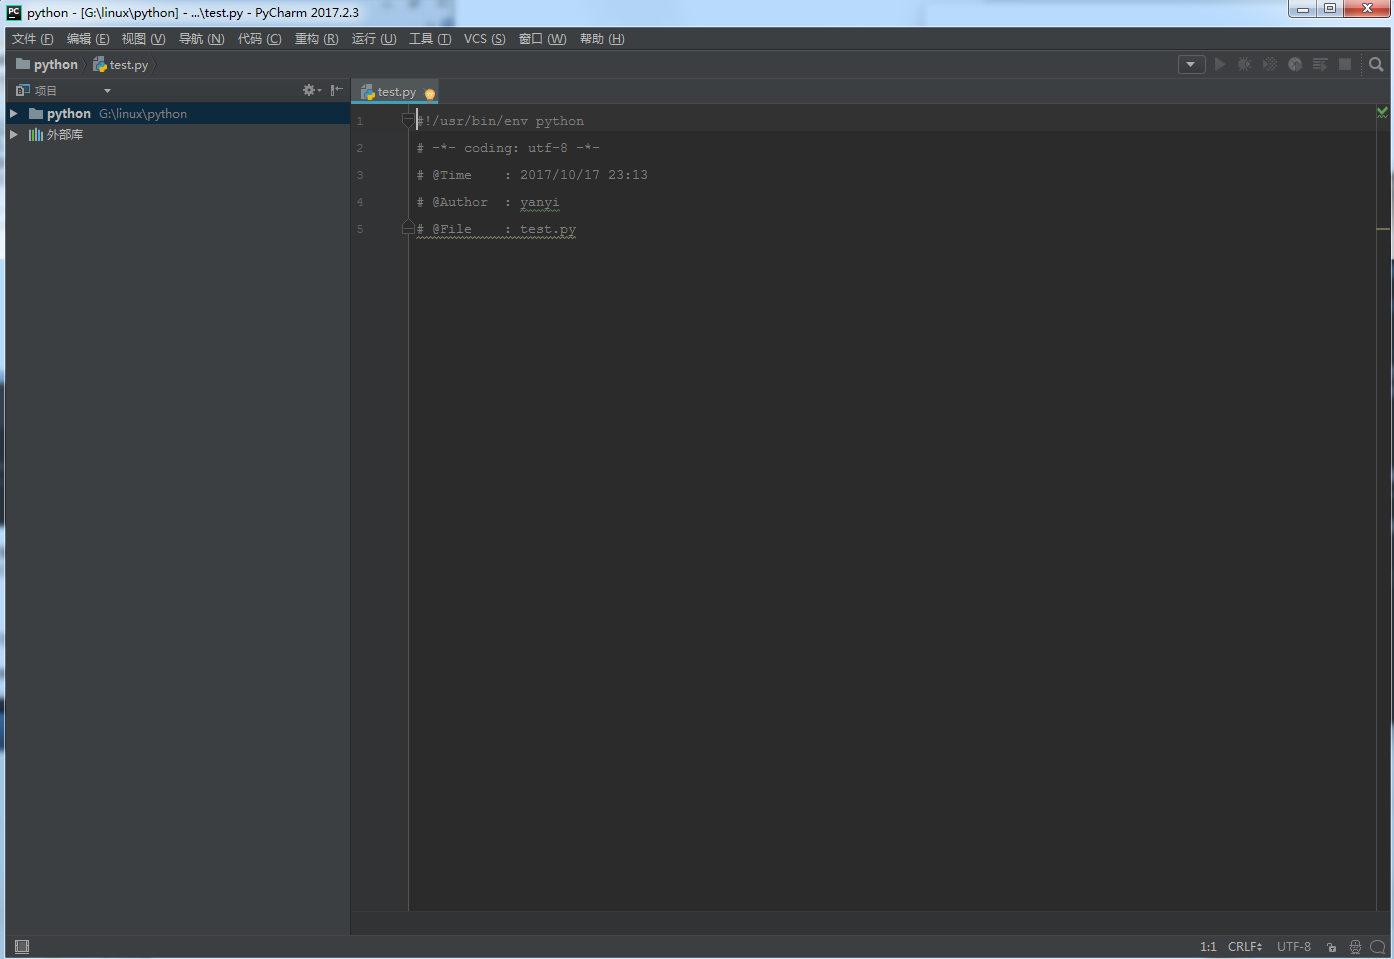 PC python - [G:\linux\python] - ...\test.py - PyCharm 2017.2.3
文件 (F) 编辑 (E) 视图 (V) 导航 (N) 代码 (C) 重构 (R) 运行 (U) 工具 (T) VCS (S) 窗口 (W) 帮助 (H)
python test.py
项目
test.py
python G:\linux\python
外部库
1 #!/usr/bin/env python
2 # -*- coding: utf-8 -*-
3 # @Time    : 2017/10/17 23:13
4 # @Author  : yanyi
5 # @File    : test.py
1:1 CRLF UTF-8